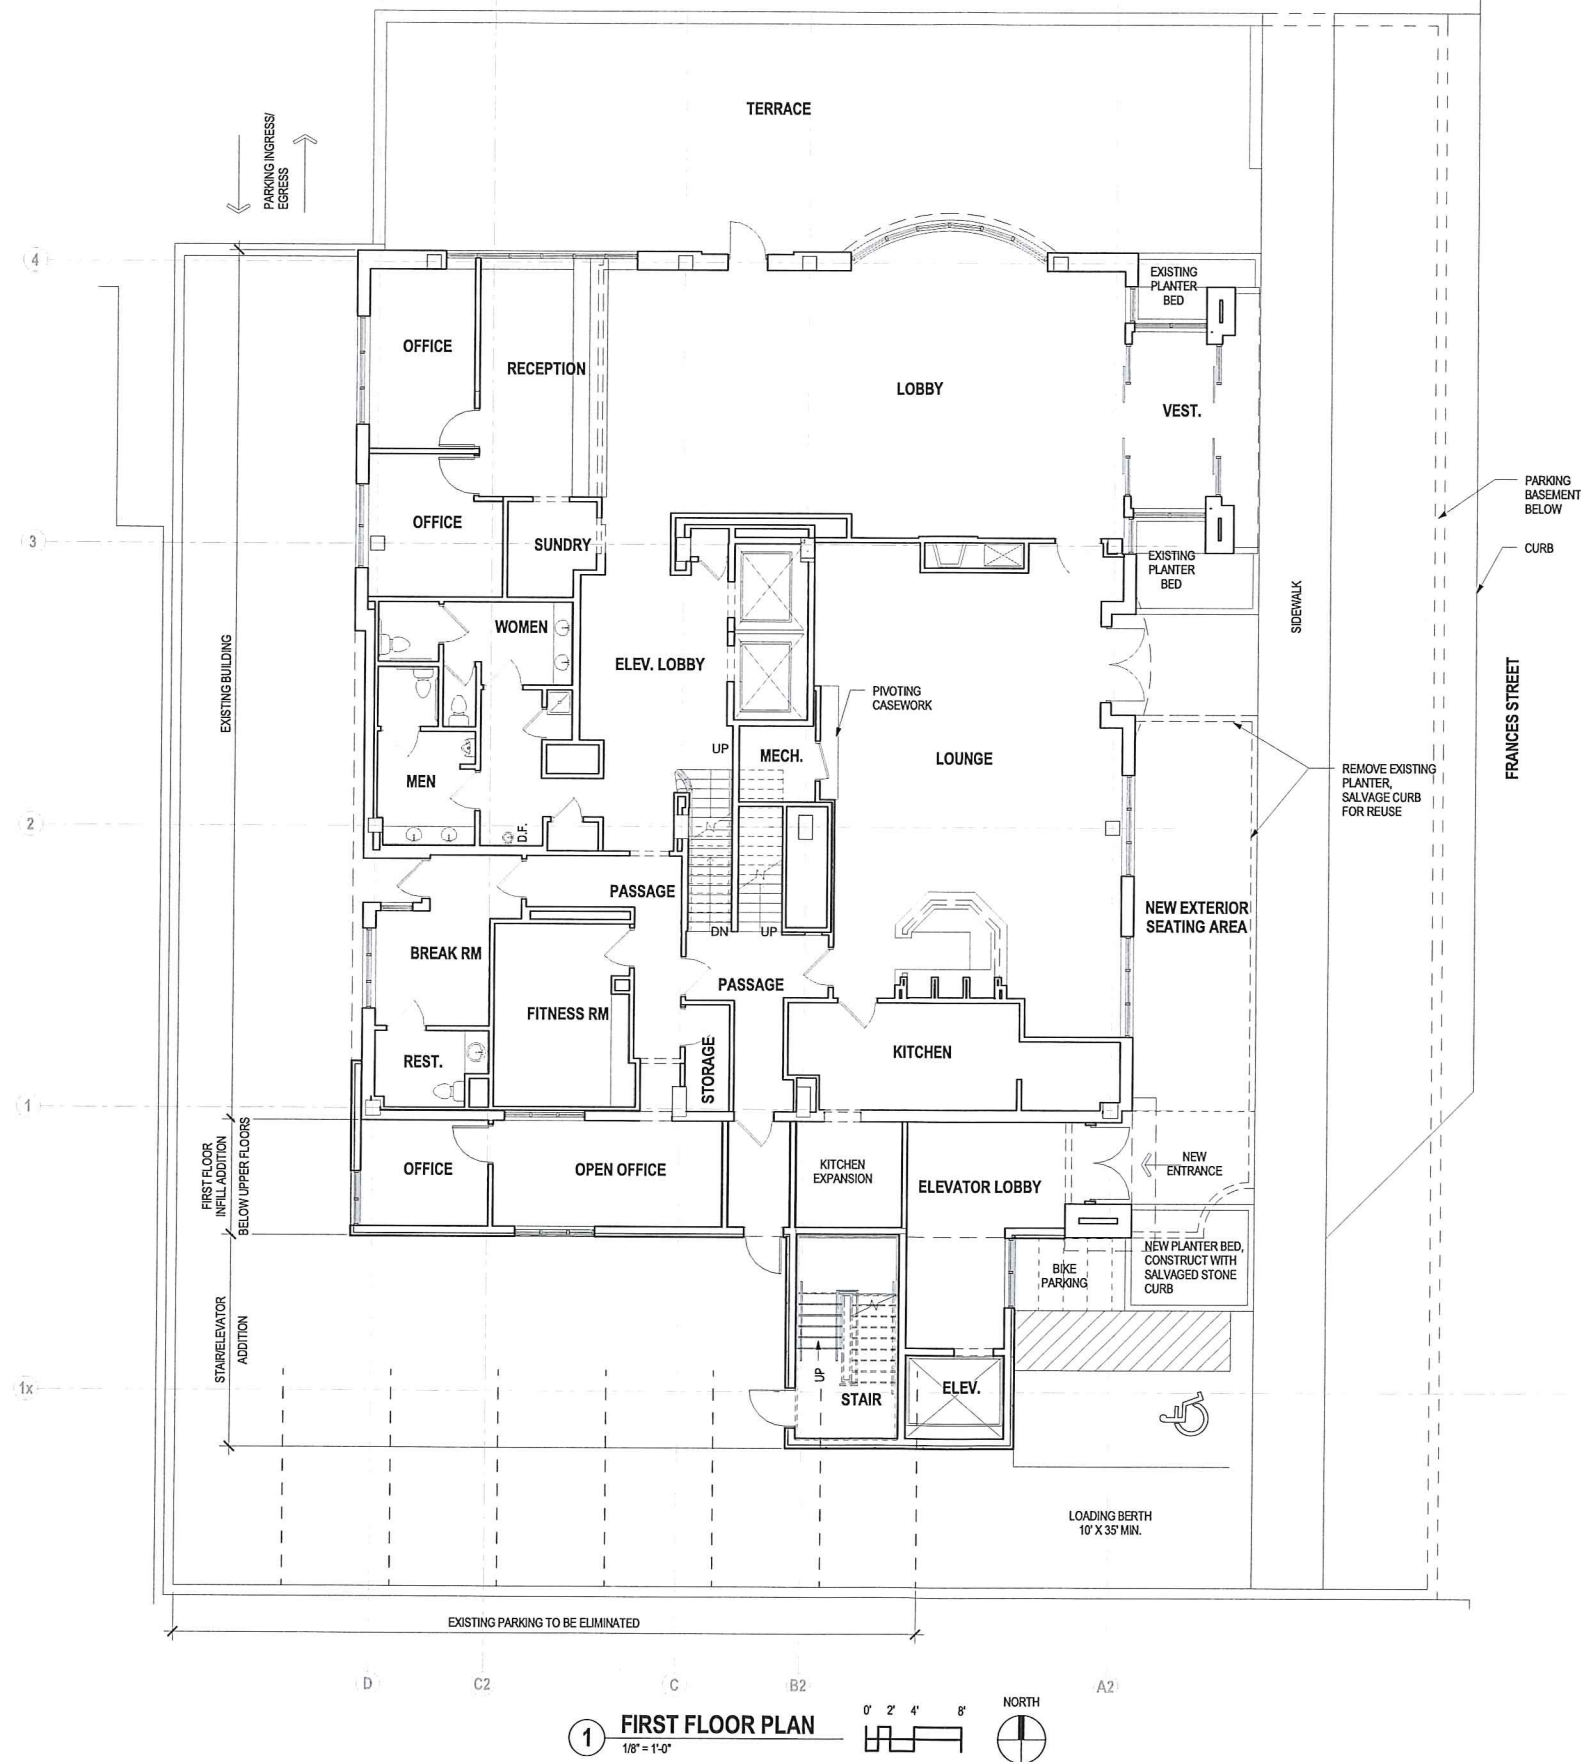 TERRACE
PARKING INGRESS/
EGRESS
4
EXISTING
PLANTER
BED
OFFICE
RECEPTION
LOBBY
VEST.
PARKING
BASEMENT
BELOW
OFFICE
3
SUNDRY
CURB
EXISTING
PLANTER
BED
SIDEWALK
WOMEN
EXISTING BUILDING
ELEV. LOBBY
FRANCES STREET
PIVOTING
CASEWORK
UP
MECH.
LOUNGE
MEN
REMOVE EXISTING
PLANTER,
SALVAGE CURB
FOR REUSE
2
D.F.
PASSAGE
NEW EXTERIOR
SEATING AREA
DN
UP
BREAK RM
PASSAGE
FITNESS RM
KITCHEN
REST.
STORAGE
1
FIRST FLOOR
INFILL ADDITION
BELOW UPPER FLOORS
OFFICE
OPEN OFFICE
KITCHEN
EXPANSION
ELEVATOR LOBBY
NEW
ENTRANCE
NEW PLANTER BED,
CONSTRUCT WITH
SALVAGED STONE
CURB
BIKE
PARKING
STAIR/ELEVATOR
ADDITION
UP
1x
STAIR
ELEV.
LOADING BERTH
10' X 35' MIN.
EXISTING PARKING TO BE ELIMINATED
D
C2
C
B2
A2
1
FIRST FLOOR PLAN
1/8" = 1'-0"
0' 2' 4' 8'
NORTH